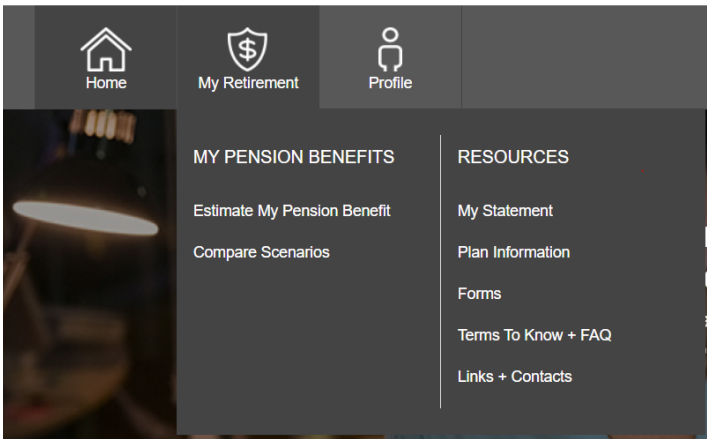 Home
My Retirement
Profile
MY PENSION BENEFITS
Estimate My Pension Benefit
Compare Scenarios
RESOURCES
My Statement
Plan Information
Forms
Terms To Know + FAQ
Links + Contacts